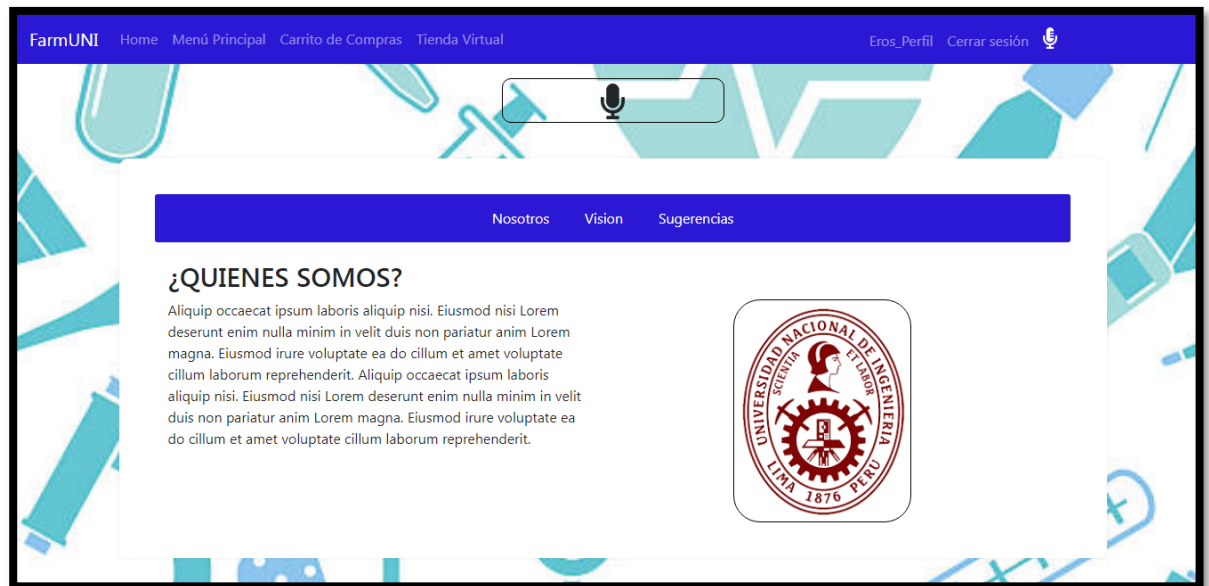 FarmUNI Home Menú Principal Carrito de Compras Tienda Virtual Eros_Perfil Cerrar sesión
Nosotros Vision Sugerencias
¿QUIENES SOMOS?
Aliquip occaecat ipsum laboris aliquip nisi. Eiusmod nisi Lorem
deserunt enim nulla minim in velit duis non pariatur anim Lorem
magna. Eiusmod irure voluptate ea do cillum et amet voluptate
cillum laborum reprehenderit. Aliquip occaecat ipsum laboris
aliquip nisi. Eiusmod nisi Lorem deserunt enim nulla minim in velit
duis non pariatur anim Lorem magna. Eiusmod irure voluptate ea
do cillum et amet voluptate cillum laborum reprehenderit.
UNIVERSIDAD NACIONAL DE INGENIERIA
SCIENTIA ET LABOR
LIMA 1876 PERU